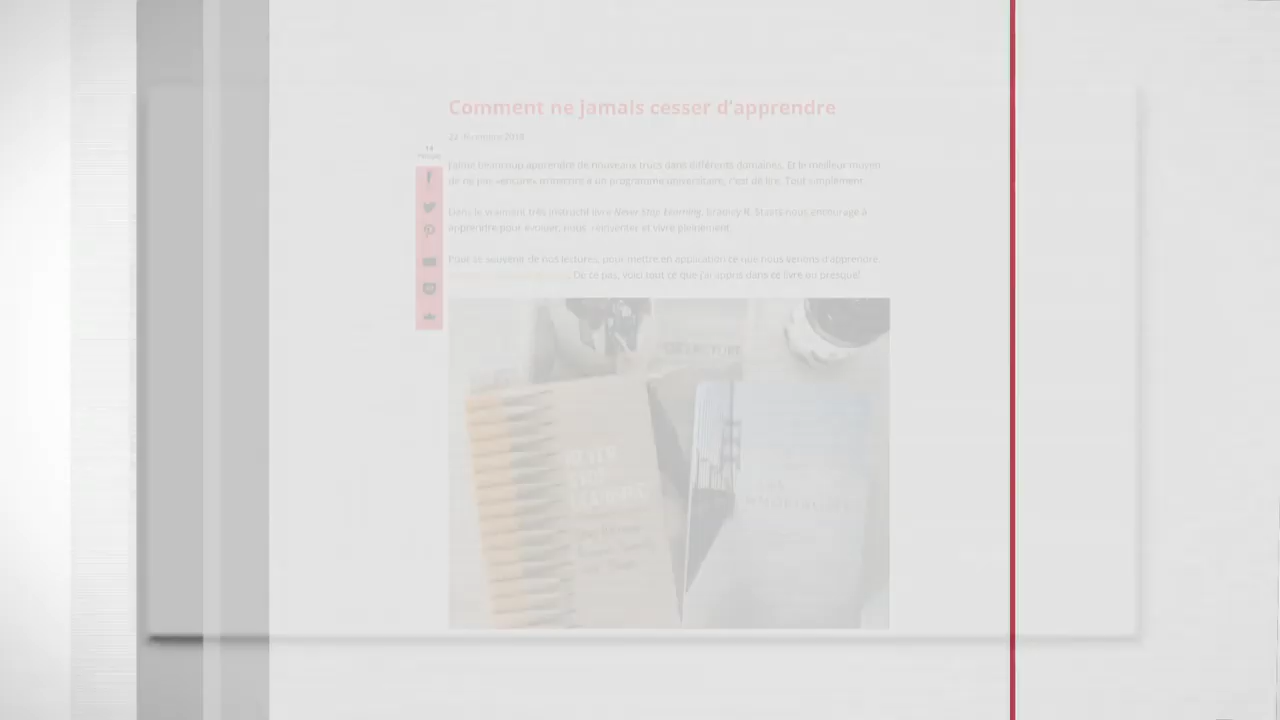 Comment ne jamais cesser d'apprendre
22 2018
J'aime beaucoup apprendre de nouveaux trucs dans différents domaines. Et le meilleur moyen
de ne pas «encore» m'inscrire à un programme universitaire, c'est de lire. Tout simplement.
Dans le vraiment très instructif livre Never Stop Learning, Bradley R. Staats nous encourage à
apprendre pour évoluer, nous réinventer et vivre pleinement.
Pour se souvenir de nos lectures, pour mettre en application ce que nous venons d'apprendre,
De ce pas, voici tout ce que j'ai appris dans ce livre ou presque!
NEVER
STOP
LEARNING